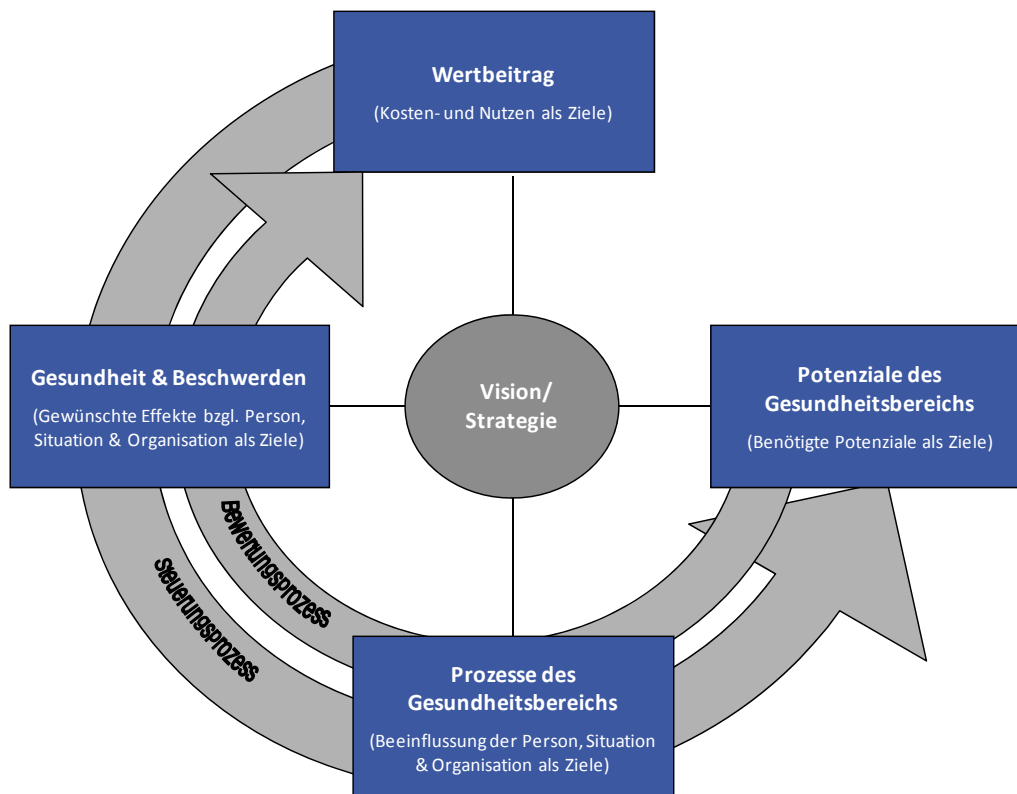 Wertbeitrag
(Kosten- und Nutzen als Ziele)
Gesundheit & Beschwerden
(Gewünschte Effekte bzgl. Person,
Situation & Organisation als Ziele)
Vision/
Strategie
Potenziale des
Gesundheitsbereichs
(Benötigte Potenziale als Ziele)
Bewertungsprozess
Steuerungsprozess
Prozesse des
Gesundheitsbereichs
(Beeinflussung der Person, Situation
& Organisation als Ziele)